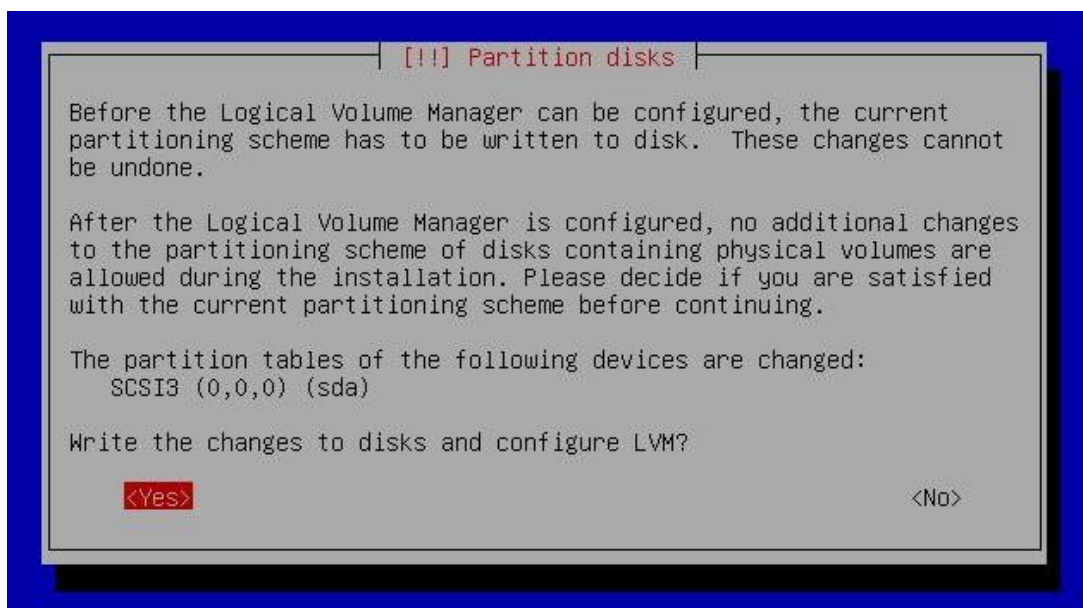 [!!] Partition disks
Before the Logical Volume Manager can be configured, the current
partitioning scheme has to be written to disk.  These changes cannot
be undone.
After the Logical Volume Manager is configured, no additional changes
to the partitioning scheme of disks containing physical volumes are
allowed during the installation. Please decide if you are satisfied
with the current partitioning scheme before continuing.
The partition tables of the following devices are changed:
SCSI3 (0,0,0) (sda)
Write the changes to disks and configure LVM?
<Yes> <No>